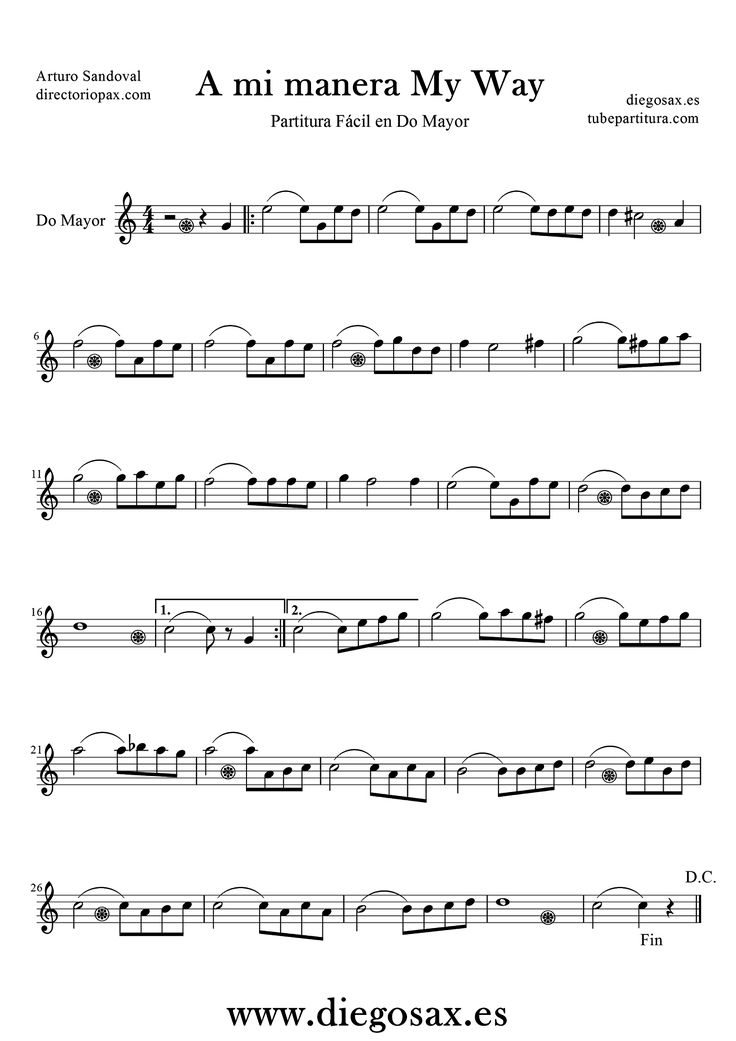 Arturo Sandoval
directoriopax.com
A mi manera My Way
Partitura Fácil en Do Mayor
diegosax.es
tubepartitura.com
Do Mayor
4
4
6
11
16
1.
2.
21
26
D.C.
Fin
www.diegosax.es